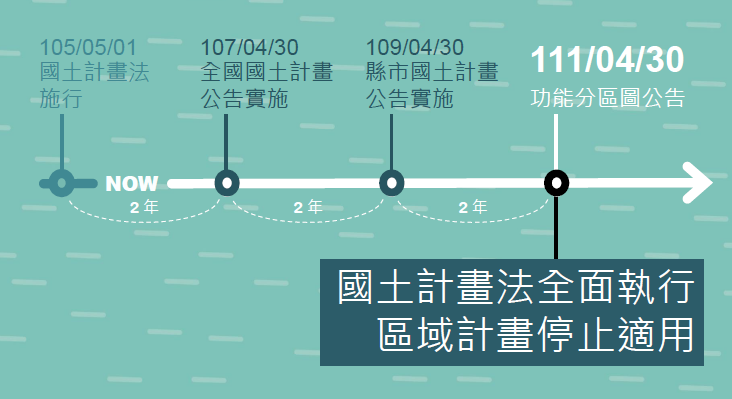 105/05/01
國土計畫法
施行
107/04/30
全國國土計畫
公告實施
109/04/30
縣市國土計畫
公告實施
111/04/30
功能分區圖公告
NOW
2 年
2 年
2 年
國土計畫法全面執行
區域計畫停止適用